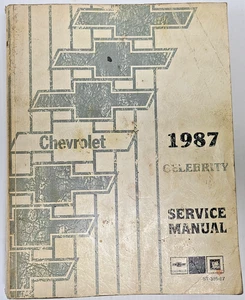 Chevrolet
1987
CELEBRITY
SERVICE
MANUAL